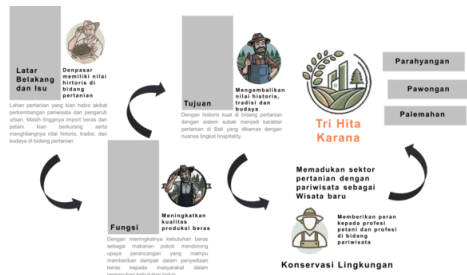 Latar
Belakang
dan Isu
Denpasar
memiliki nilai
hirtoris di
bidang
pertanian
Lahan pertanian yang kian habis akibat
perkembangan pariwisata dan pengaruh
urban. Masih tingginya import beras dan
petani kian berkurang serta
menghilangnya nilai hitoris, tradisi, dan
budaya di bidang pertanian
Tujuan
Mengembalikan
nilai historis,
tradisi dan
budaya
Dengan historis kuat di bidang pertanian
dengan sistem subak menjadi karakter
pertanian di Bali yang dikemas dengan
nuansa tingkat hospitality.
Fungsi
Meningkatkan
kualitas
produksi beras
Dengan meningkatnya kebutuhan beras
sebagai makanan pokok mendorong
upaya perancangan yang mampu
memberikan dampak dalam penyediaan
beras kepada masyarakat dalam
Tri Hita
Karana
Parahyangan
Pawongan
Palemahan
Memadukan sektor
pertanian dengan
pariwisata sebagai
Wisata baru
Memberikan peran
kepada profesi
petani dan profesi
di bidang
pariwisata
Konservasi Lingkungan